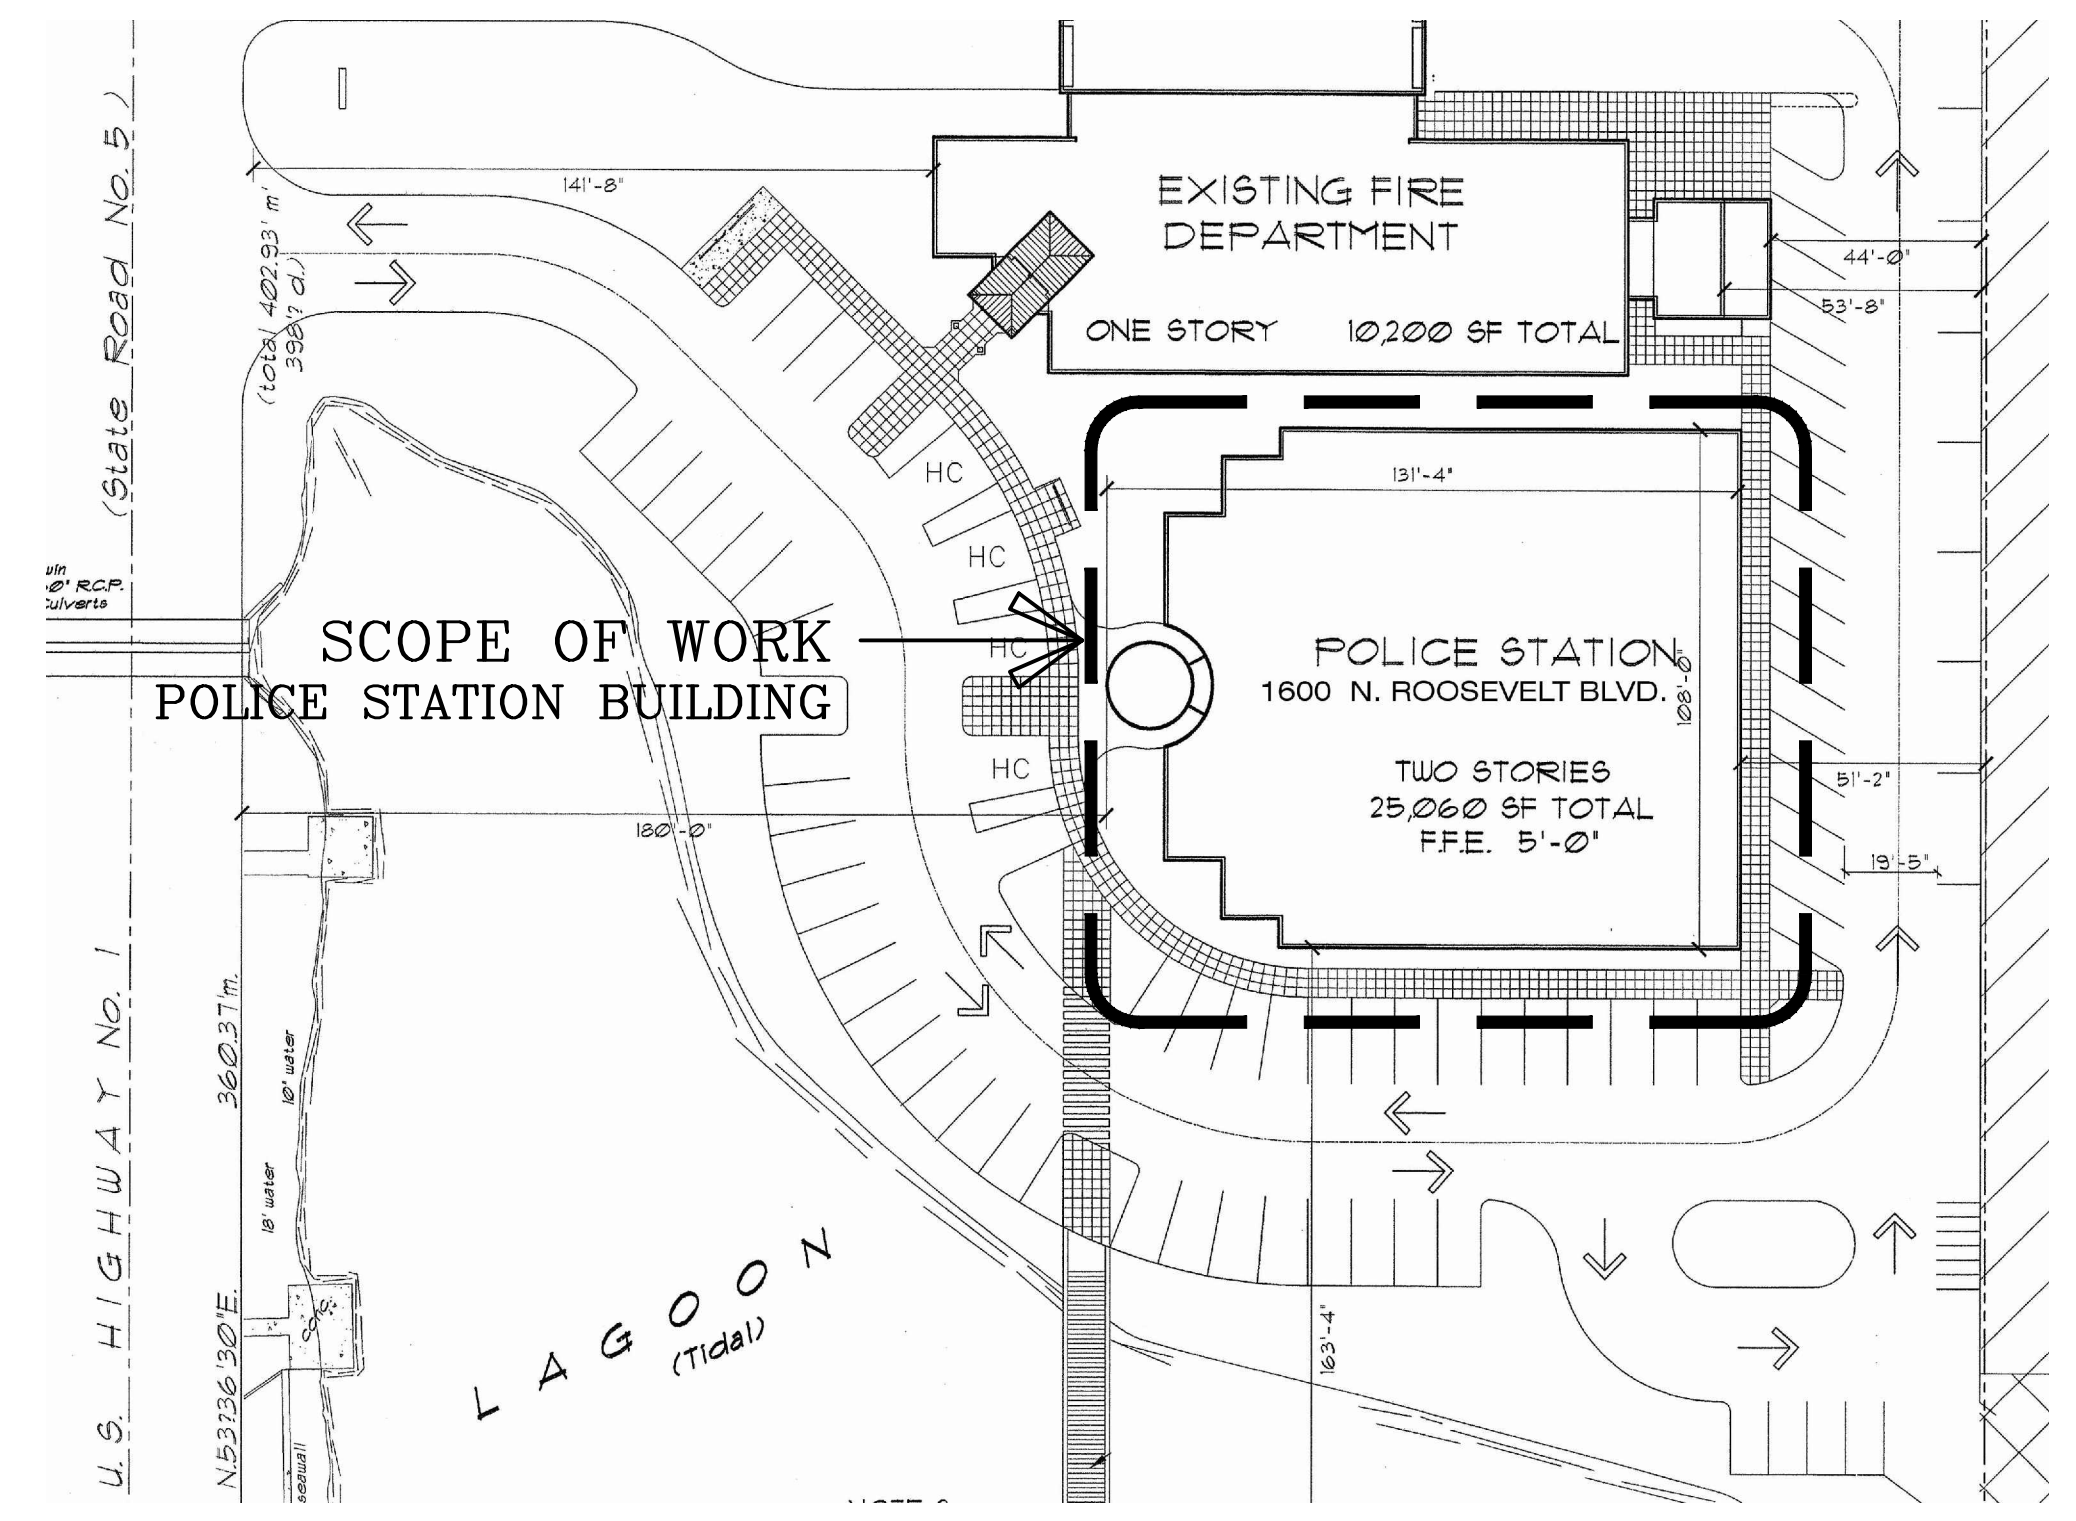 U.S. HIGHWAY No. 1 (State Road No. 5)
141'-8"
(total 402.93' m'
398'? d.)
EXISTING FIRE
DEPARTMENT
ONE STORY 10,200 SF TOTAL
44'-0"
53'-8"
HC
131'-4"
HC
R.C.P.
Culverts
HC
SCOPE OF WORK
POLICE STATION BUILDING
POLICE STATION
1600 N. ROOSEVELT BLVD.
108'-0"
TWO STORIES
25,060 SF TOTAL
F.F.E. 5'-0"
HC
51'-2"
180'-0"
19'-5"
N.53?36'30"E. 360.37'm.
10" water
18" water
conc.
LAGOON
(Tidal)
163'-4"
seawall